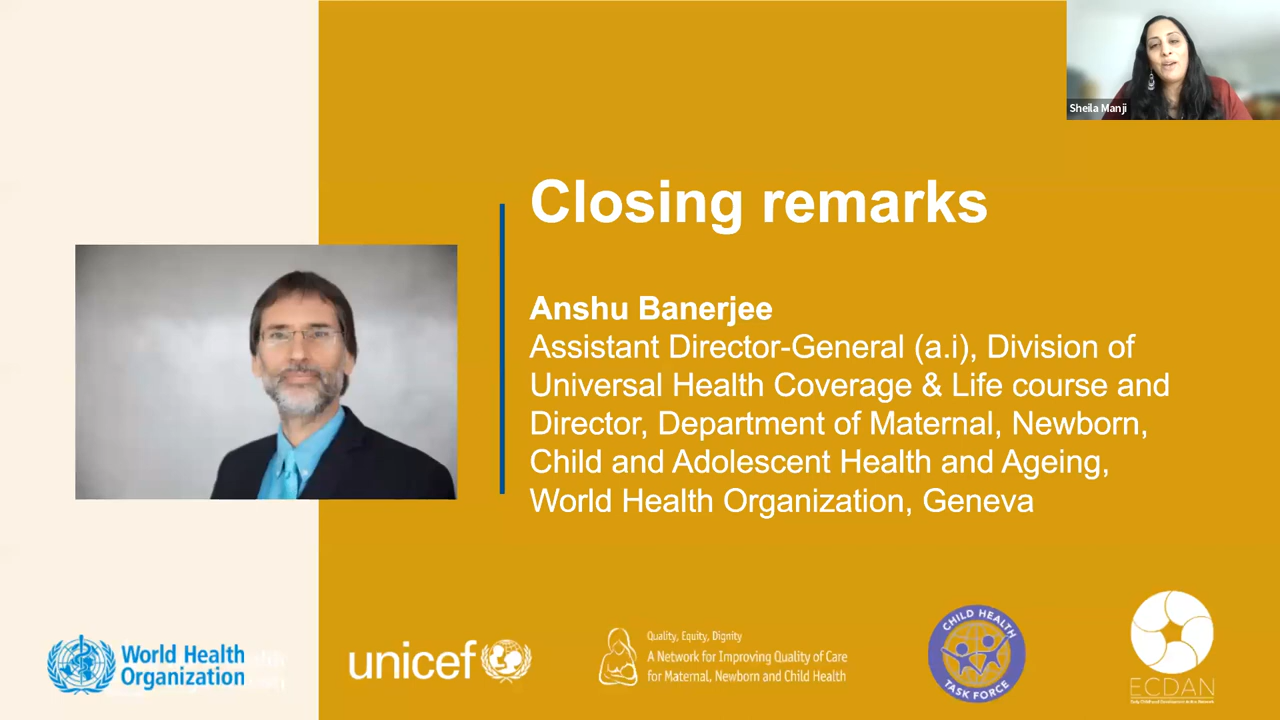 Sheila Manji
Closing remarks
Anshu Banerjee
Assistant Director-General (a.i), Division of
Universal Health Coverage & Life course and
Director, Department of Maternal, Newborn,
Child and Adolescent Health and Ageing,
World Health Organization, Geneva
World Health
Organization
unicef
Quality, Equity, Dignity
A Network for Improving Quality of Care
for Maternal, Newborn and Child Health
CHILD HEALTH
TASK FORCE
ECDAN